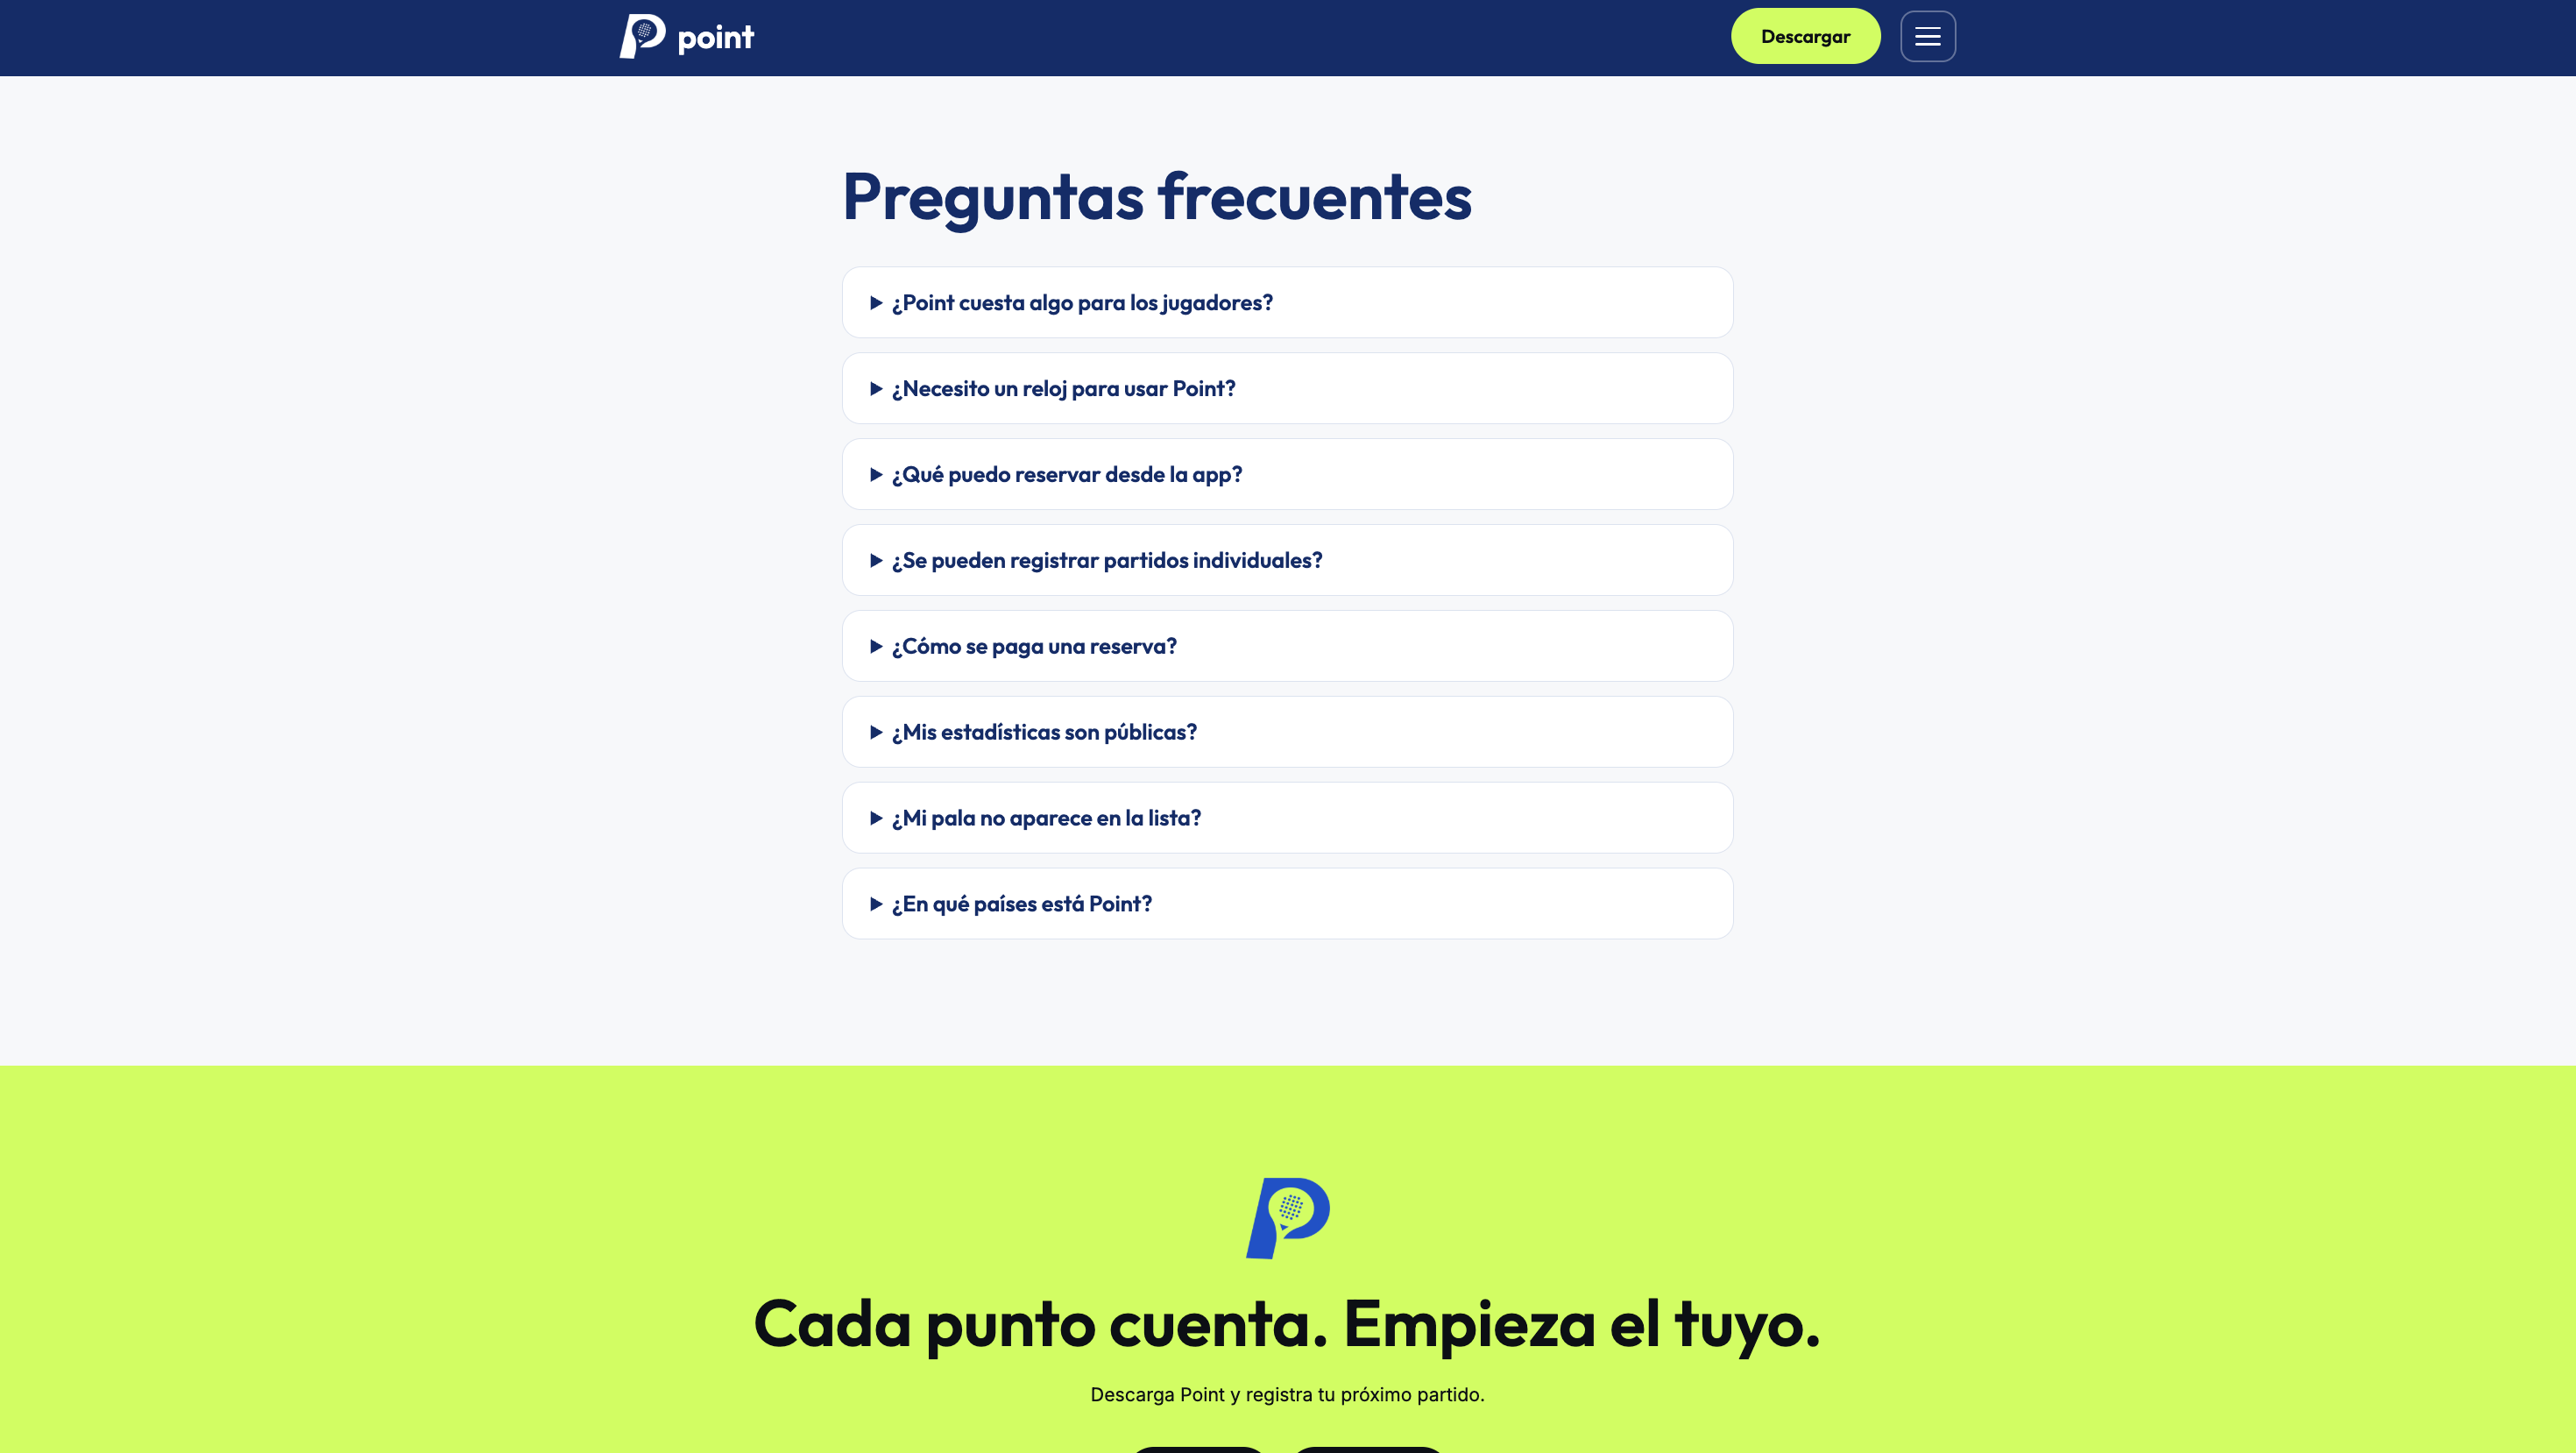 point
Descargar
Preguntas frecuentes
¿Point cuesta algo para los jugadores?
¿Necesito un reloj para usar Point?
¿Qué puedo reservar desde la app?
¿Se pueden registrar partidos individuales?
¿Cómo se paga una reserva?
¿Mis estadísticas son públicas?
¿Mi pala no aparece en la lista?
¿En qué países está Point?
Cada punto cuenta. Empieza el tuyo.
Descarga Point y registra tu próximo partido.